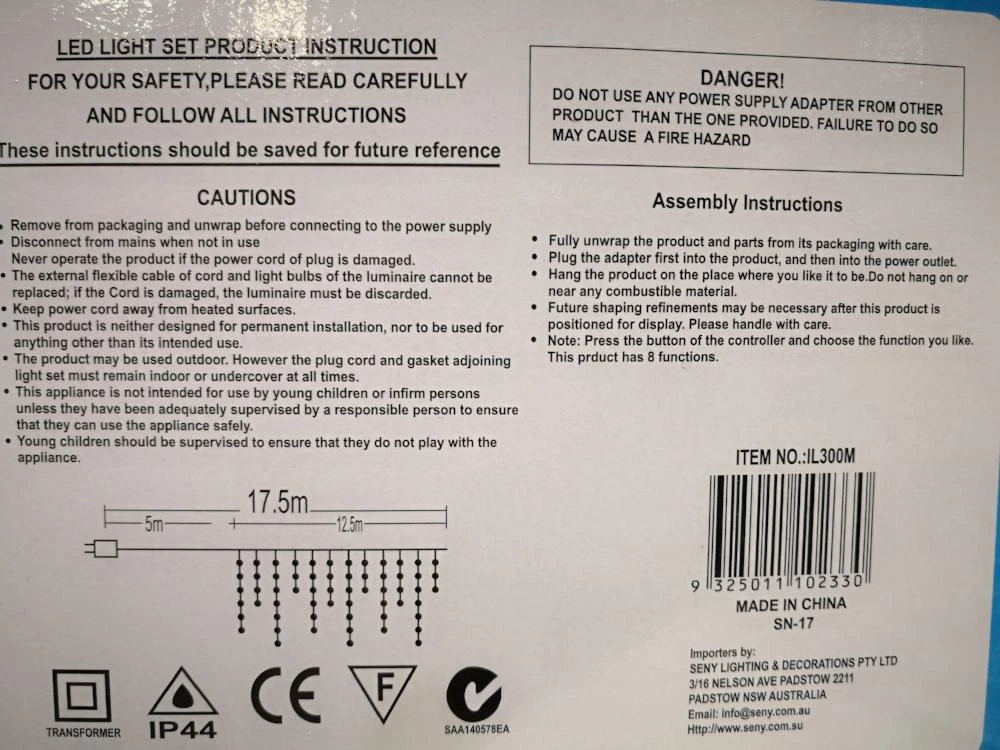 LED LIGHT SET PRODUCT INSTRUCTION
FOR YOUR SAFETY,PLEASE READ CAREFULLY
AND FOLLOW ALL INSTRUCTIONS
These instructions should be saved for future reference
CAUTIONS
• Remove from packaging and unwrap before connecting to the power supply
• Disconnect from mains when not in use
Never operate the product if the power cord of plug is damaged.
• The external flexible cable of cord and light bulbs of the luminaire cannot be
replaced; if the Cord is damaged, the luminaire must be discarded.
• Keep power cord away from heated surfaces.
• This product is neither designed for permanent installation, nor to be used for
anything other than its intended use.
• The product may be used outdoor. However the plug cord and gasket adjoining
light set must remain indoor or undercover at all times.
• This appliance is not intended for use by young children or infirm persons
unless they have been adequately supervised by a responsible person to ensure
that they can use the appliance safely.
• Young children should be supervised to ensure that they do not play with the
appliance.
17.5m
5m
12.5m
TRANSFORMER
IP44
CE
F
SAA140578EA
DANGER!
DO NOT USE ANY POWER SUPPLY ADAPTER FROM OTHER
PRODUCT THAN THE ONE PROVIDED. FAILURE TO DO SO
MAY CAUSE A FIRE HAZARD
Assembly Instructions
• Fully unwrap the product and parts from its packaging with care.
• Plug the adapter first into the product, and then into the power outlet.
• Hang the product on the place where you like it to be.Do not hang on or
near any combustible material.
• Future shaping refinements may be necessary after this product is
positioned for display. Please handle with care.
• Note: Press the button of the controller and choose the function you like.
This prduct has 8 functions.
ITEM NO.:IL300M
9 325011 102330
MADE IN CHINA
SN-17
Importers by:
SENY LIGHTING & DECORATIONS PTY LTD
3/16 NELSON AVE PADSTOW 2211
PADSTOW NSW AUSTRALIA
Email: info@seny.com.au
Http://www.seny.com.su